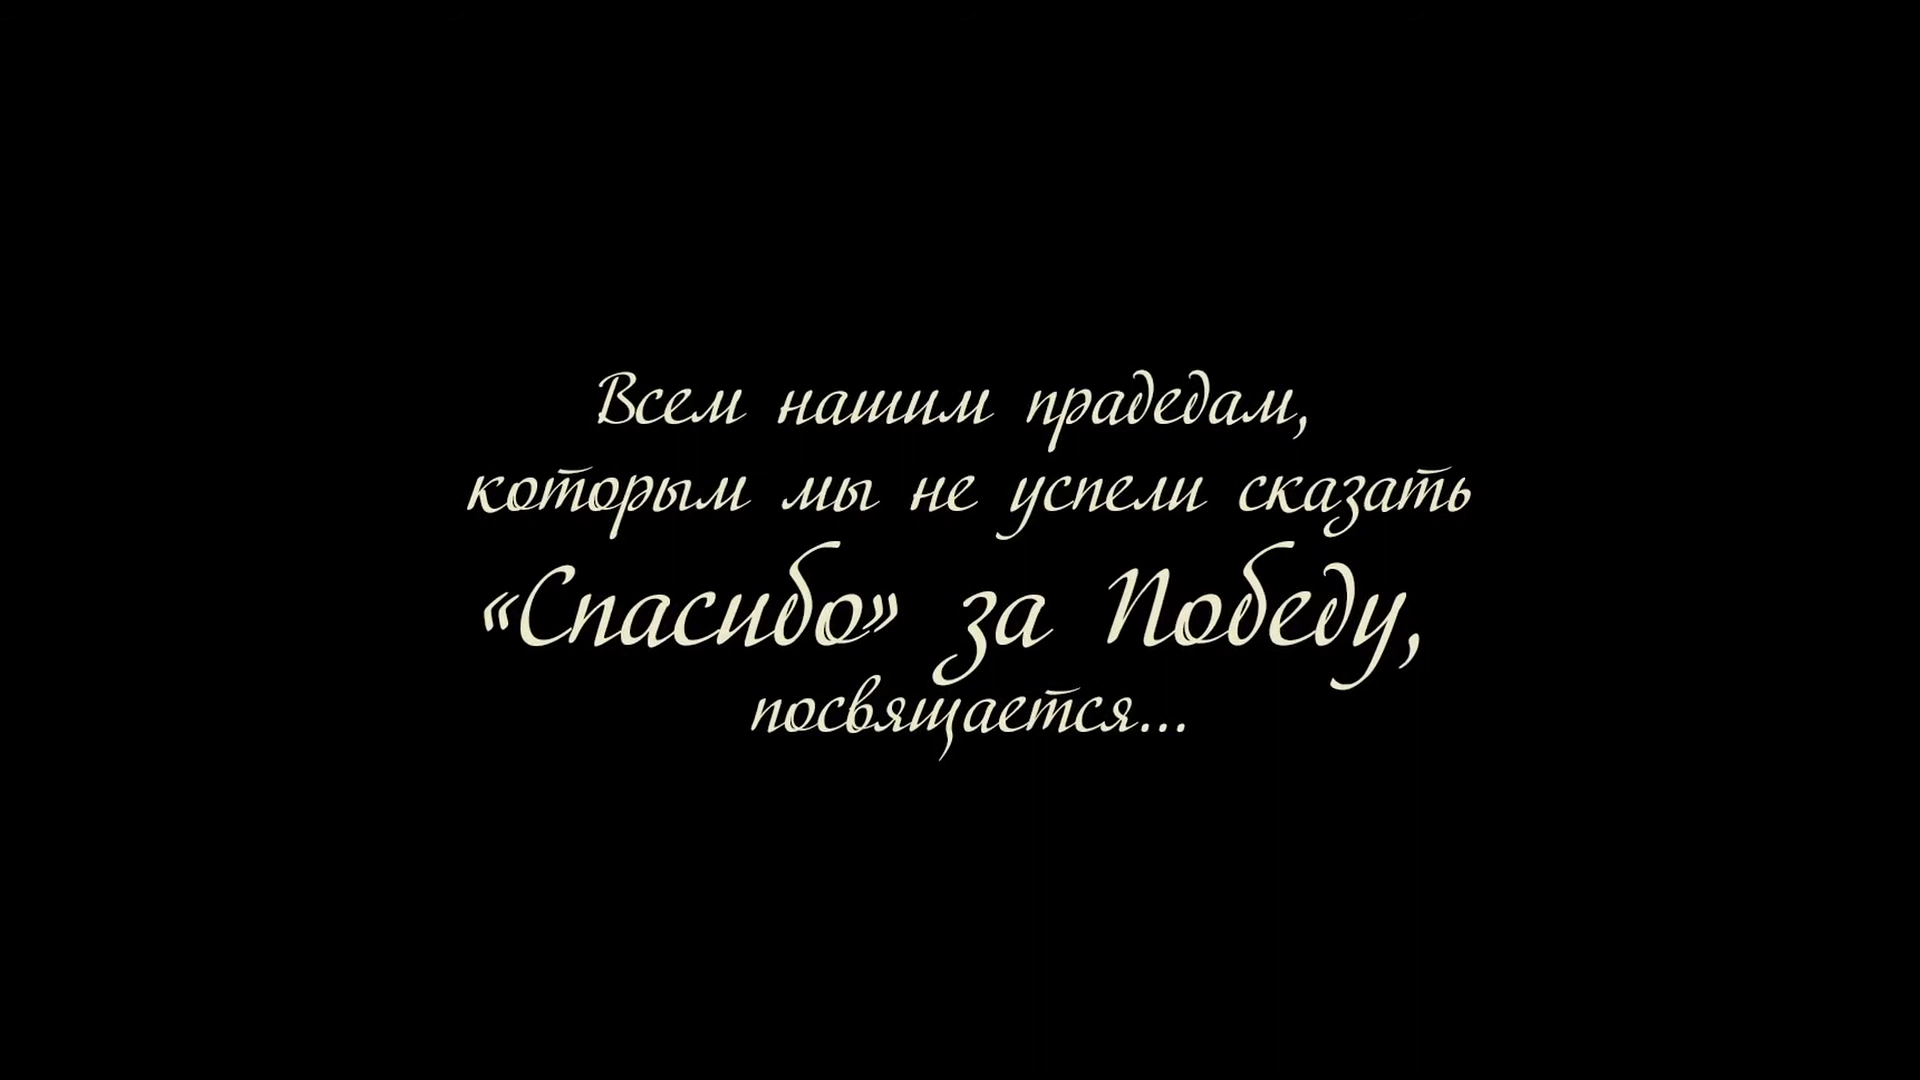 Всем нашим прадедам,
которым мы не успели сказать
«Спасибо» за Победу,
посвящается...